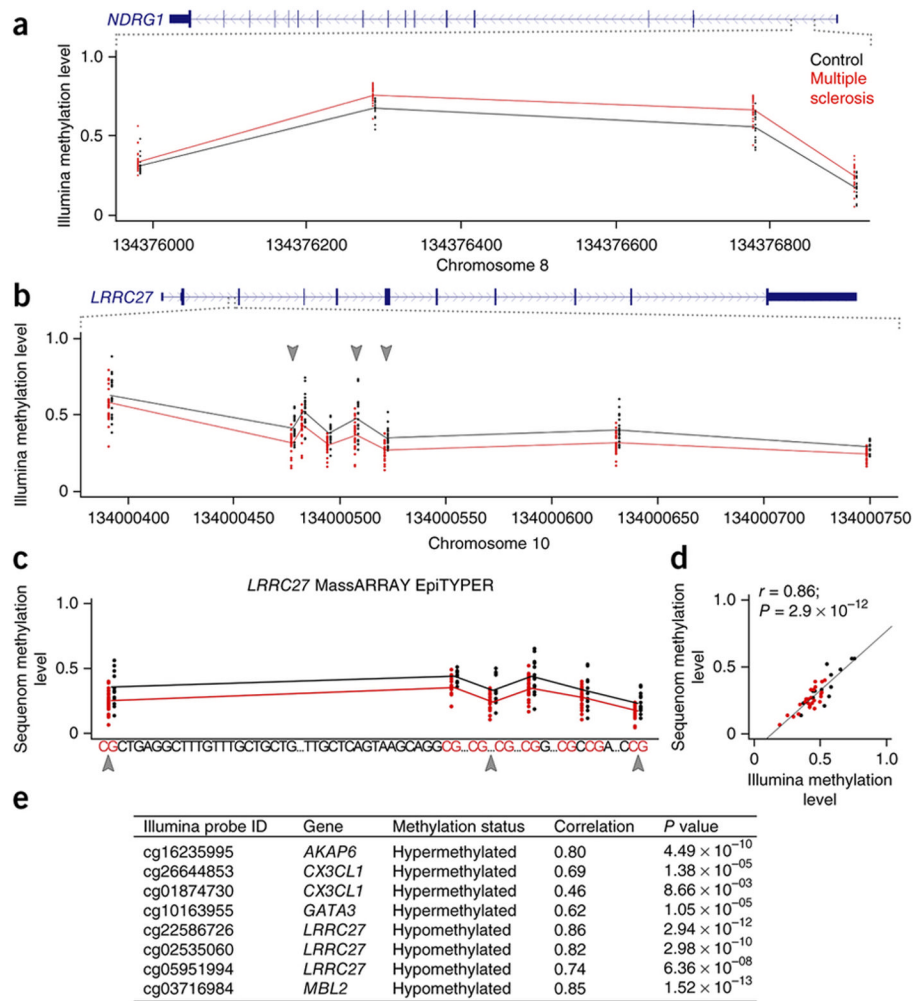 a
NDRG1
Illumina methylation level
1.0
0.5
0
Control
Multiple
sclerosis
134376000
134376200
134376400
134376600
134376800
Chromosome 8
b
LRRC27
Illumina methylation level
1.0
0.5
0
134000400
134000450
134000500
134000550
134000600
134000650
134000700
134000750
Chromosome 10
c
LRRC27 MassARRAY EpiTYPER
Sequenom methylation
level
1.0
0.5
0
CGCTGAGGCTTTGTTTGCTGCTG...TTGCTCAGTAAGCAGGCG...CG...CG...CGG...CGCCGA...CCG
d
r = 0.86;
P = 2.9 × 10⁻¹²
Sequenom methylation
level
1.0
0.5
0
0
0.5
1.0
Illumina methylation
level
e
Illumina probe ID Gene Methylation status Correlation P value
cg16235995 AKAP6 Hypermethylated 0.80 4.49 × 10⁻¹⁰
cg26644853 CX3CL1 Hypermethylated 0.69 1.38 × 10⁻⁰⁵
cg01874730 CX3CL1 Hypermethylated 0.46 8.66 × 10⁻⁰³
cg10163955 GATA3 Hypermethylated 0.62 1.05 × 10⁻⁰⁵
cg22586726 LRRC27 Hypomethylated 0.86 2.94 × 10⁻¹²
cg02535060 LRRC27 Hypomethylated 0.82 2.98 × 10⁻¹⁰
cg05951994 LRRC27 Hypomethylated 0.74 6.36 × 10⁻⁰⁸
cg03716984 MBL2 Hypomethylated 0.85 1.52 × 10⁻¹³